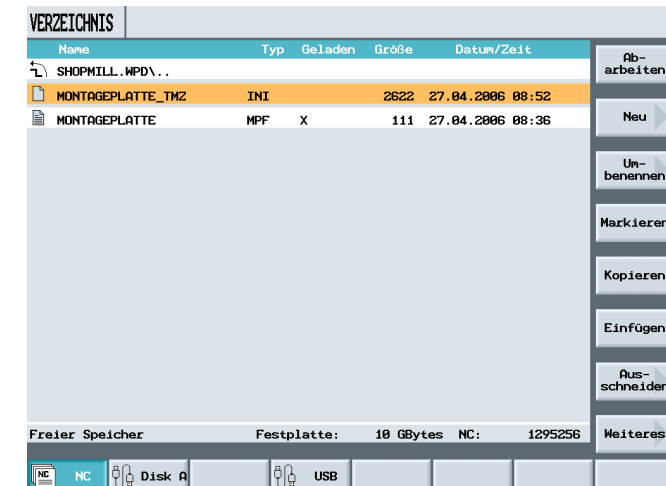 VERZEICHNIS
Name Typ Geladen Größe Datum/Zeit
SHOPMILL.WPD\..
MONTAGEPLATTE_TMZ INI 2622 27.04.2006 08:52
MONTAGEPLATTE MPF X 111 27.04.2006 08:36
Freier Speicher Festplatte: 10 GBytes NC: 1295256
Ab-
arbeiten
Neu
Um-
benennen
Markieren
Kopieren
Einfügen
Aus-
schneiden
Weiteres
NC NC Disk A USB